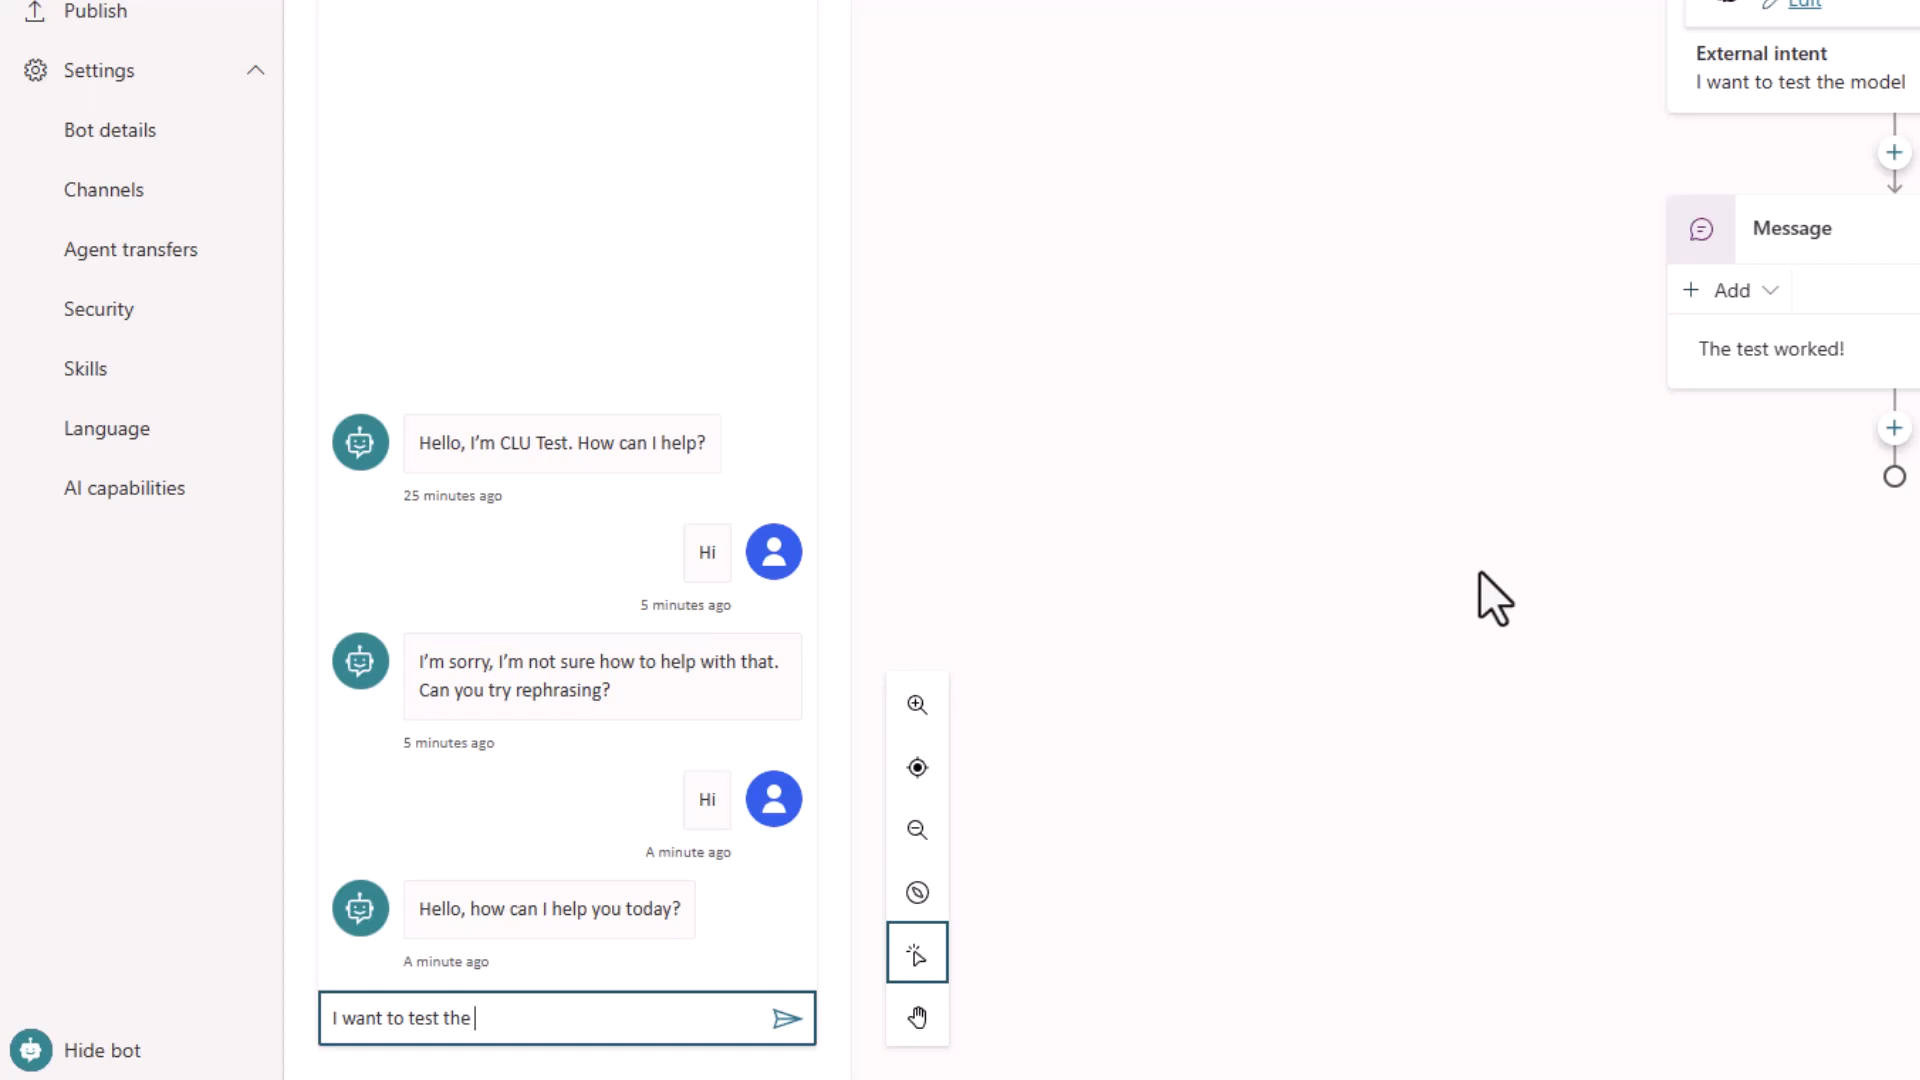 Publish
Settings
Bot details
Channels
Agent transfers
Security
Skills
Language
AI capabilities
Hide bot
Hello, I'm CLU Test. How can I help?
25 minutes ago
Hi
5 minutes ago
I'm sorry, I'm not sure how to help with that.
Can you try rephrasing?
5 minutes ago
Hi
A minute ago
Hello, how can I help you today?
A minute ago
I want to test the
Edit
External intent
I want to test the model
Message
Add
The test worked!